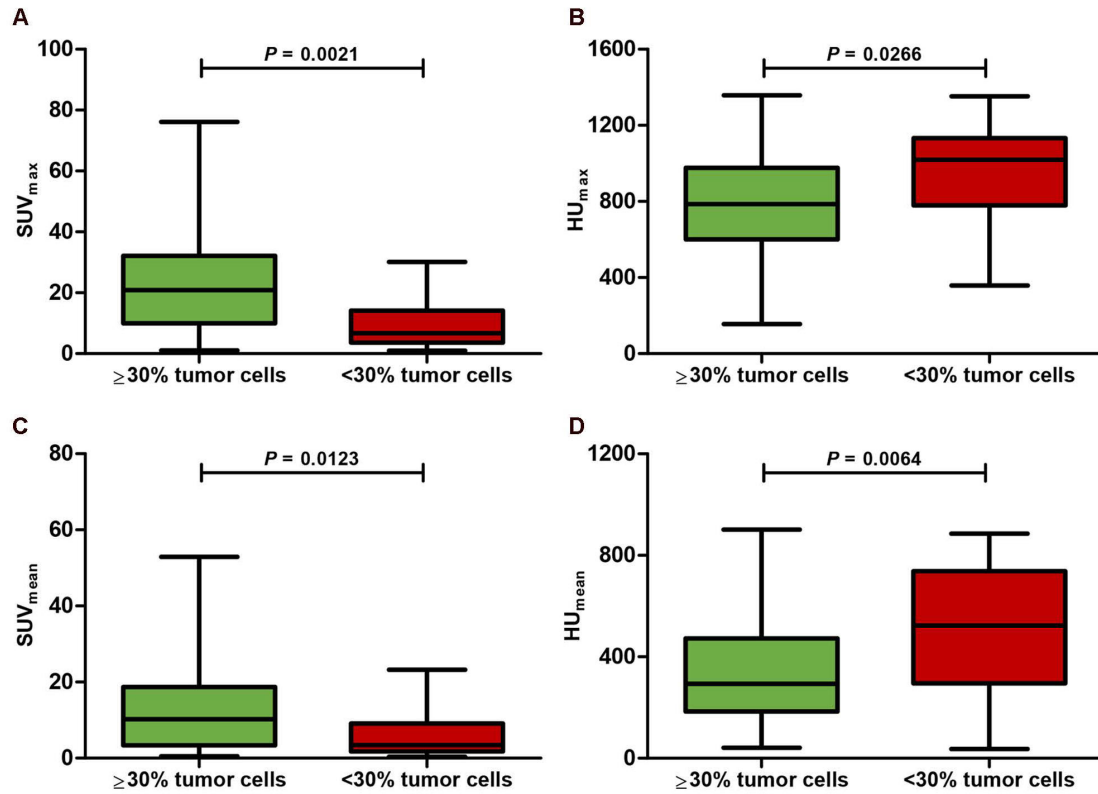 A
P = 0.0021
100
80
60
40
20
0
SUVmax
≥30% tumor cells
<30% tumor cells
B
P = 0.0266
1600
1200
800
400
0
HUmax
≥30% tumor cells
<30% tumor cells
C
P = 0.0123
80
60
40
20
0
SUVmean
≥30% tumor cells
<30% tumor cells
D
P = 0.0064
1200
800
400
0
HUmean
≥30% tumor cells
<30% tumor cells